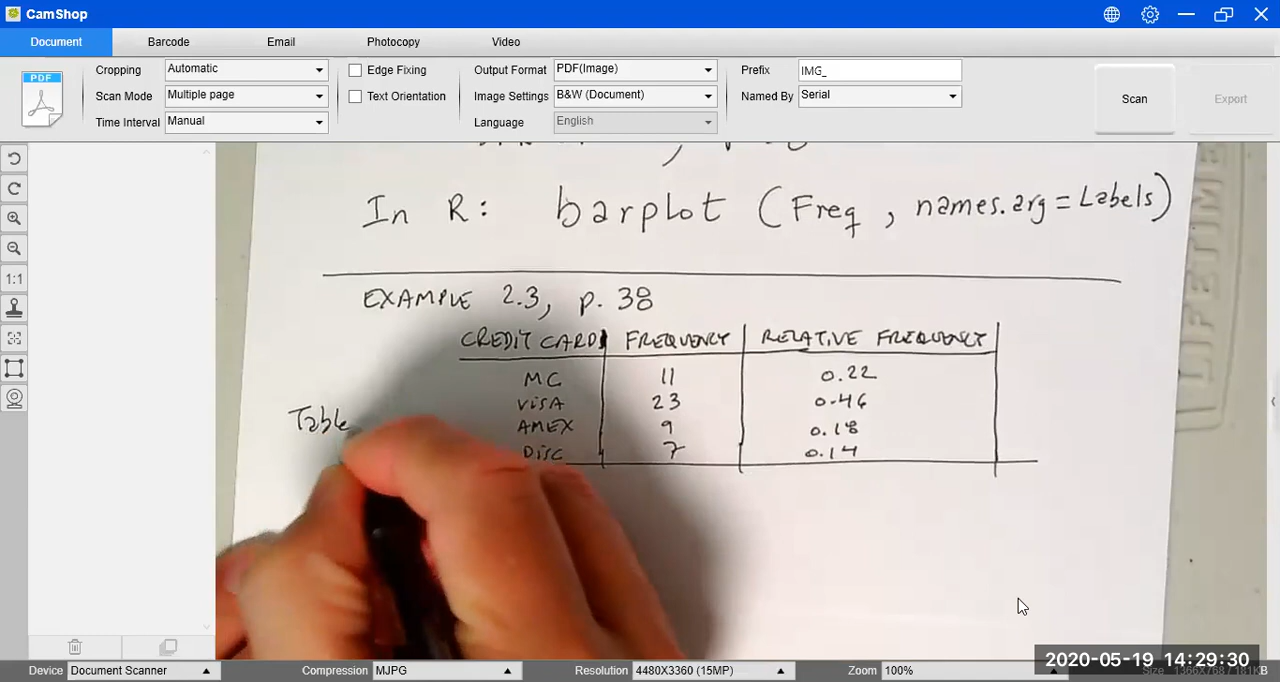 CamShop
Document Barcode Email Photocopy Video
PDF Cropping Automatic Edge Fixing Output Format PDF(Image) Prefix IMG_
Scan Mode Multiple page Text Orientation Image Settings B&W (Document) Named By Serial Scan Export
Time Interval Manual Language English
In R: barplot (Freq, names.arg = Labels)
1:1
EXAMPLE 2.3, p. 38
CREDIT CARD FREQUENCY RELATIVE FREQUENCY
MC 11 0.22
VISA 23 0.46
Table AMEX 9 0.18
DISC 7 0.14
LIFETIME
2020-05-19 14:29:30
Device Document Scanner Compression MJPG Resolution 4480X3360 (15MP) Zoom 100%